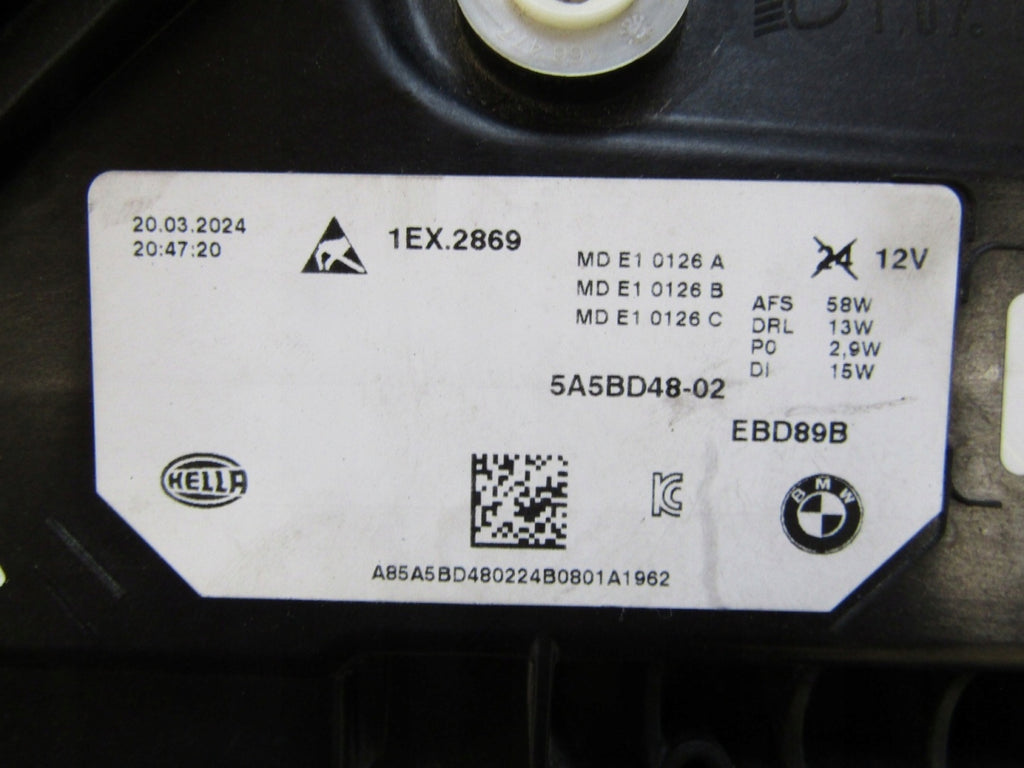 20.03.2024
20:47:20
1EX.2869
MD E1 0126 A
MD E1 0126 B
MD E1 0126 C
24 12V
AFS 58W
DRL 13W
PO 2,9W
DI 15W
5A5BD48-02
EBD89B
HELLA
BMW
A85A5BD480224B0801A1962